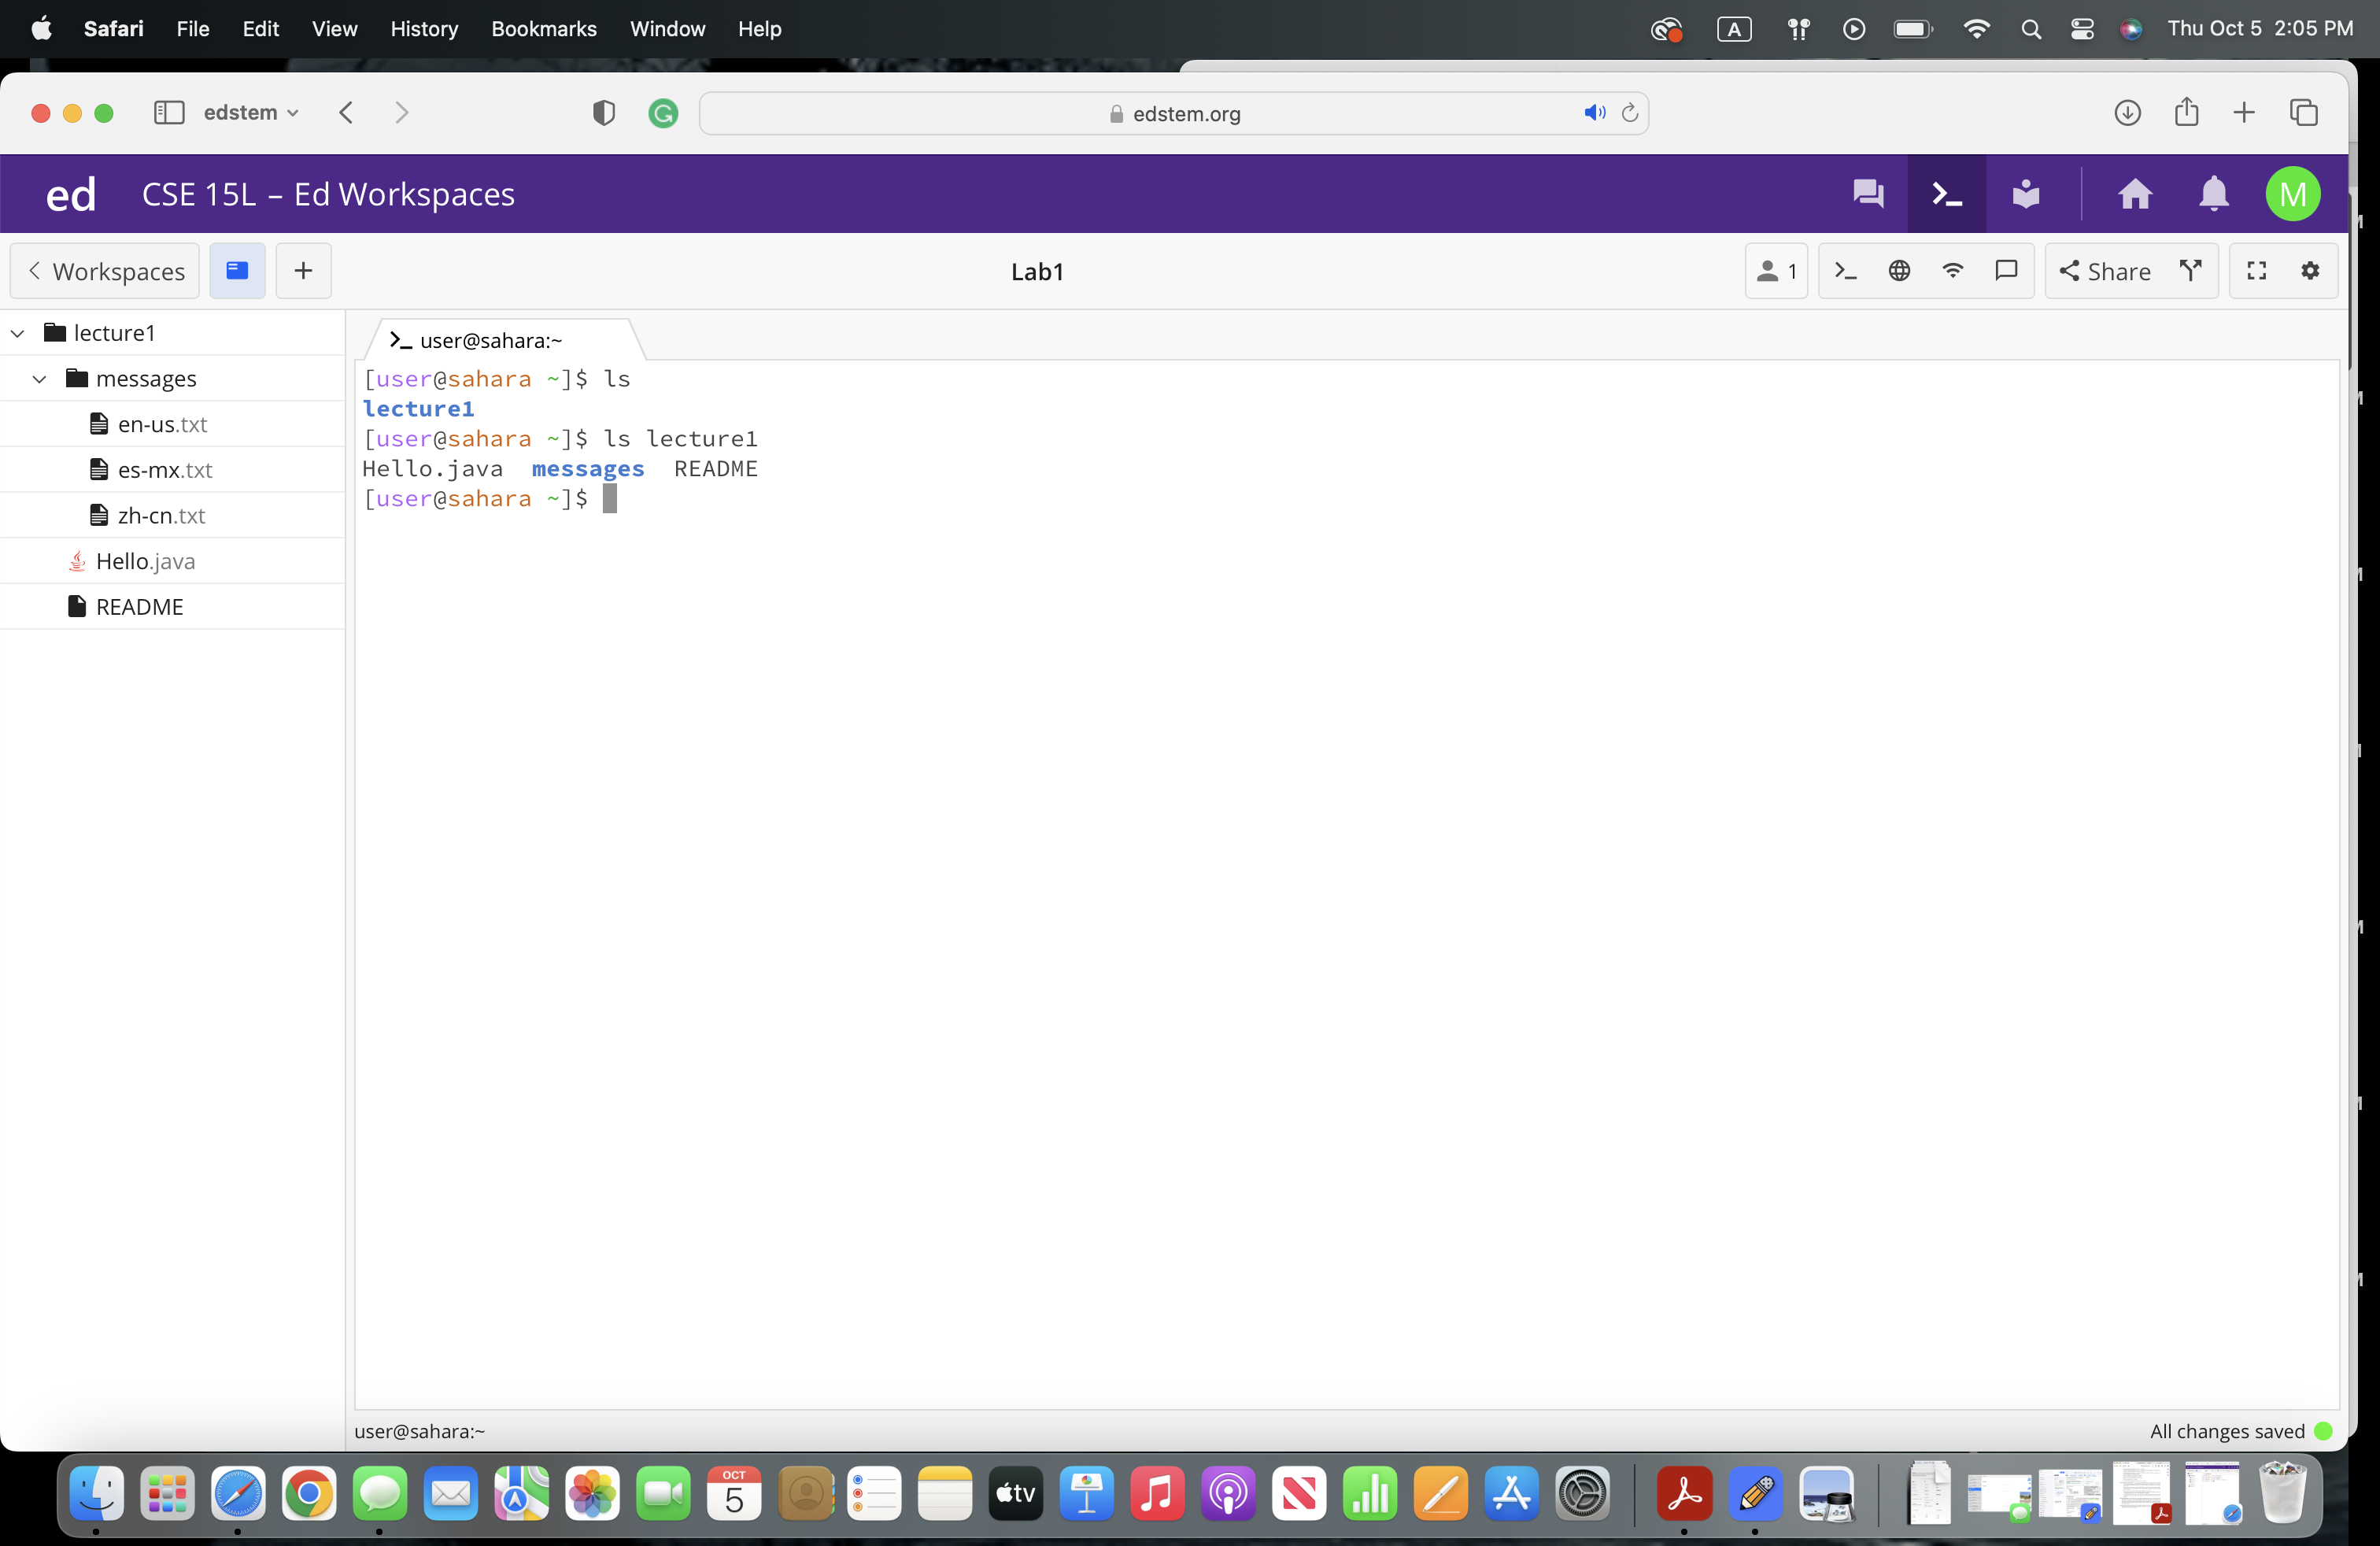 Safari File Edit View History Bookmarks Window Help A Thu Oct 5 2:05 PM
edstem edstem.org
ed CSE 15L – Ed Workspaces M
Workspaces + Lab1 1 Share
lecture1
messages
en-us.txt
es-mx.txt
zh-cn.txt
Hello.java
README
user@sahara:~
[user@sahara ~]$ ls
lecture1
[user@sahara ~]$ ls lecture1
Hello.java messages README
[user@sahara ~]$
user@sahara:~
All changes saved
OCT
5
tv